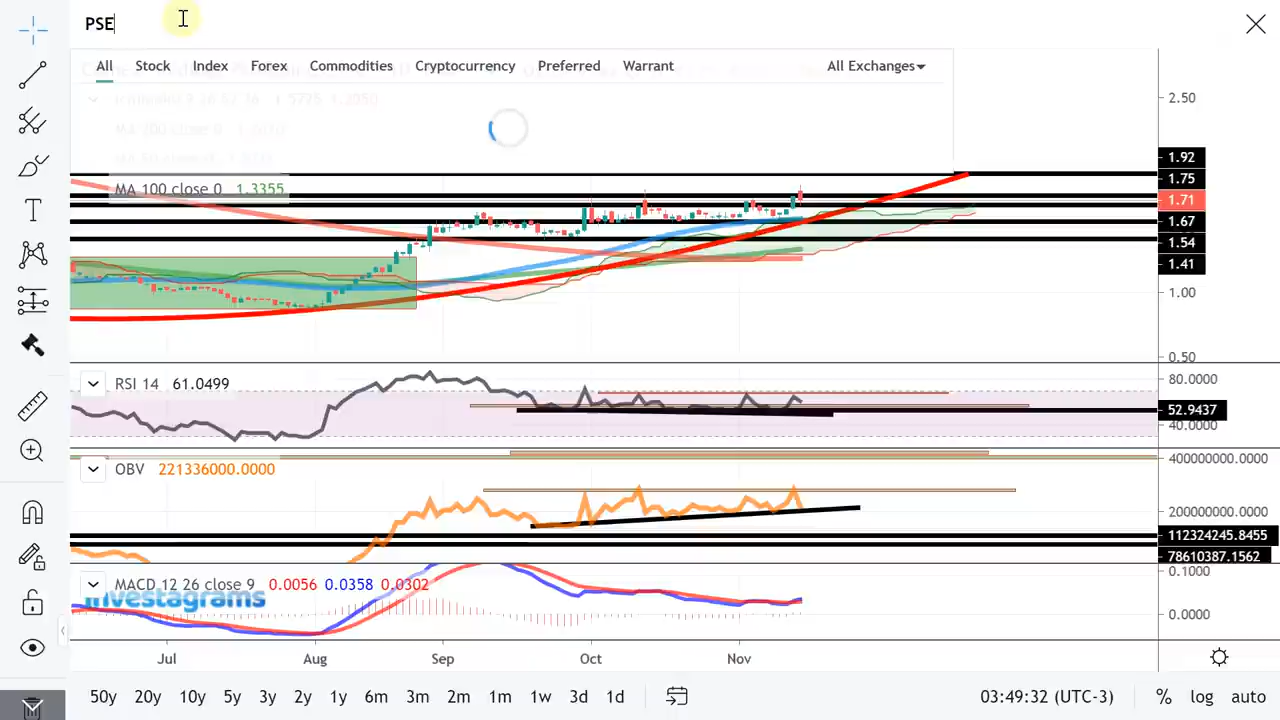 PSE
All Stock Index Forex Commodities Cryptocurrency Preferred Warrant All Exchanges
2.50
1.92
1.75
MA 100 close 0 1.3355
1.71
1.67
1.54
1.41
1.00
0.50
RSI 14 61.0499
80.0000
52.9437
40.0000
OBV 221336000.0000
400000000.0000
200000000.0000
112324245.8455
78610387.1562
MACD 12 26 close 9 0.0056 0.0358 0.0302
0.1000
Investagrams
0.0000
Jul Aug Sep Oct Nov
50y 20y 10y 5y 3y 2y 1y 6m 3m 2m 1m 1w 3d 1d 03:49:32 (UTC-3) % log auto